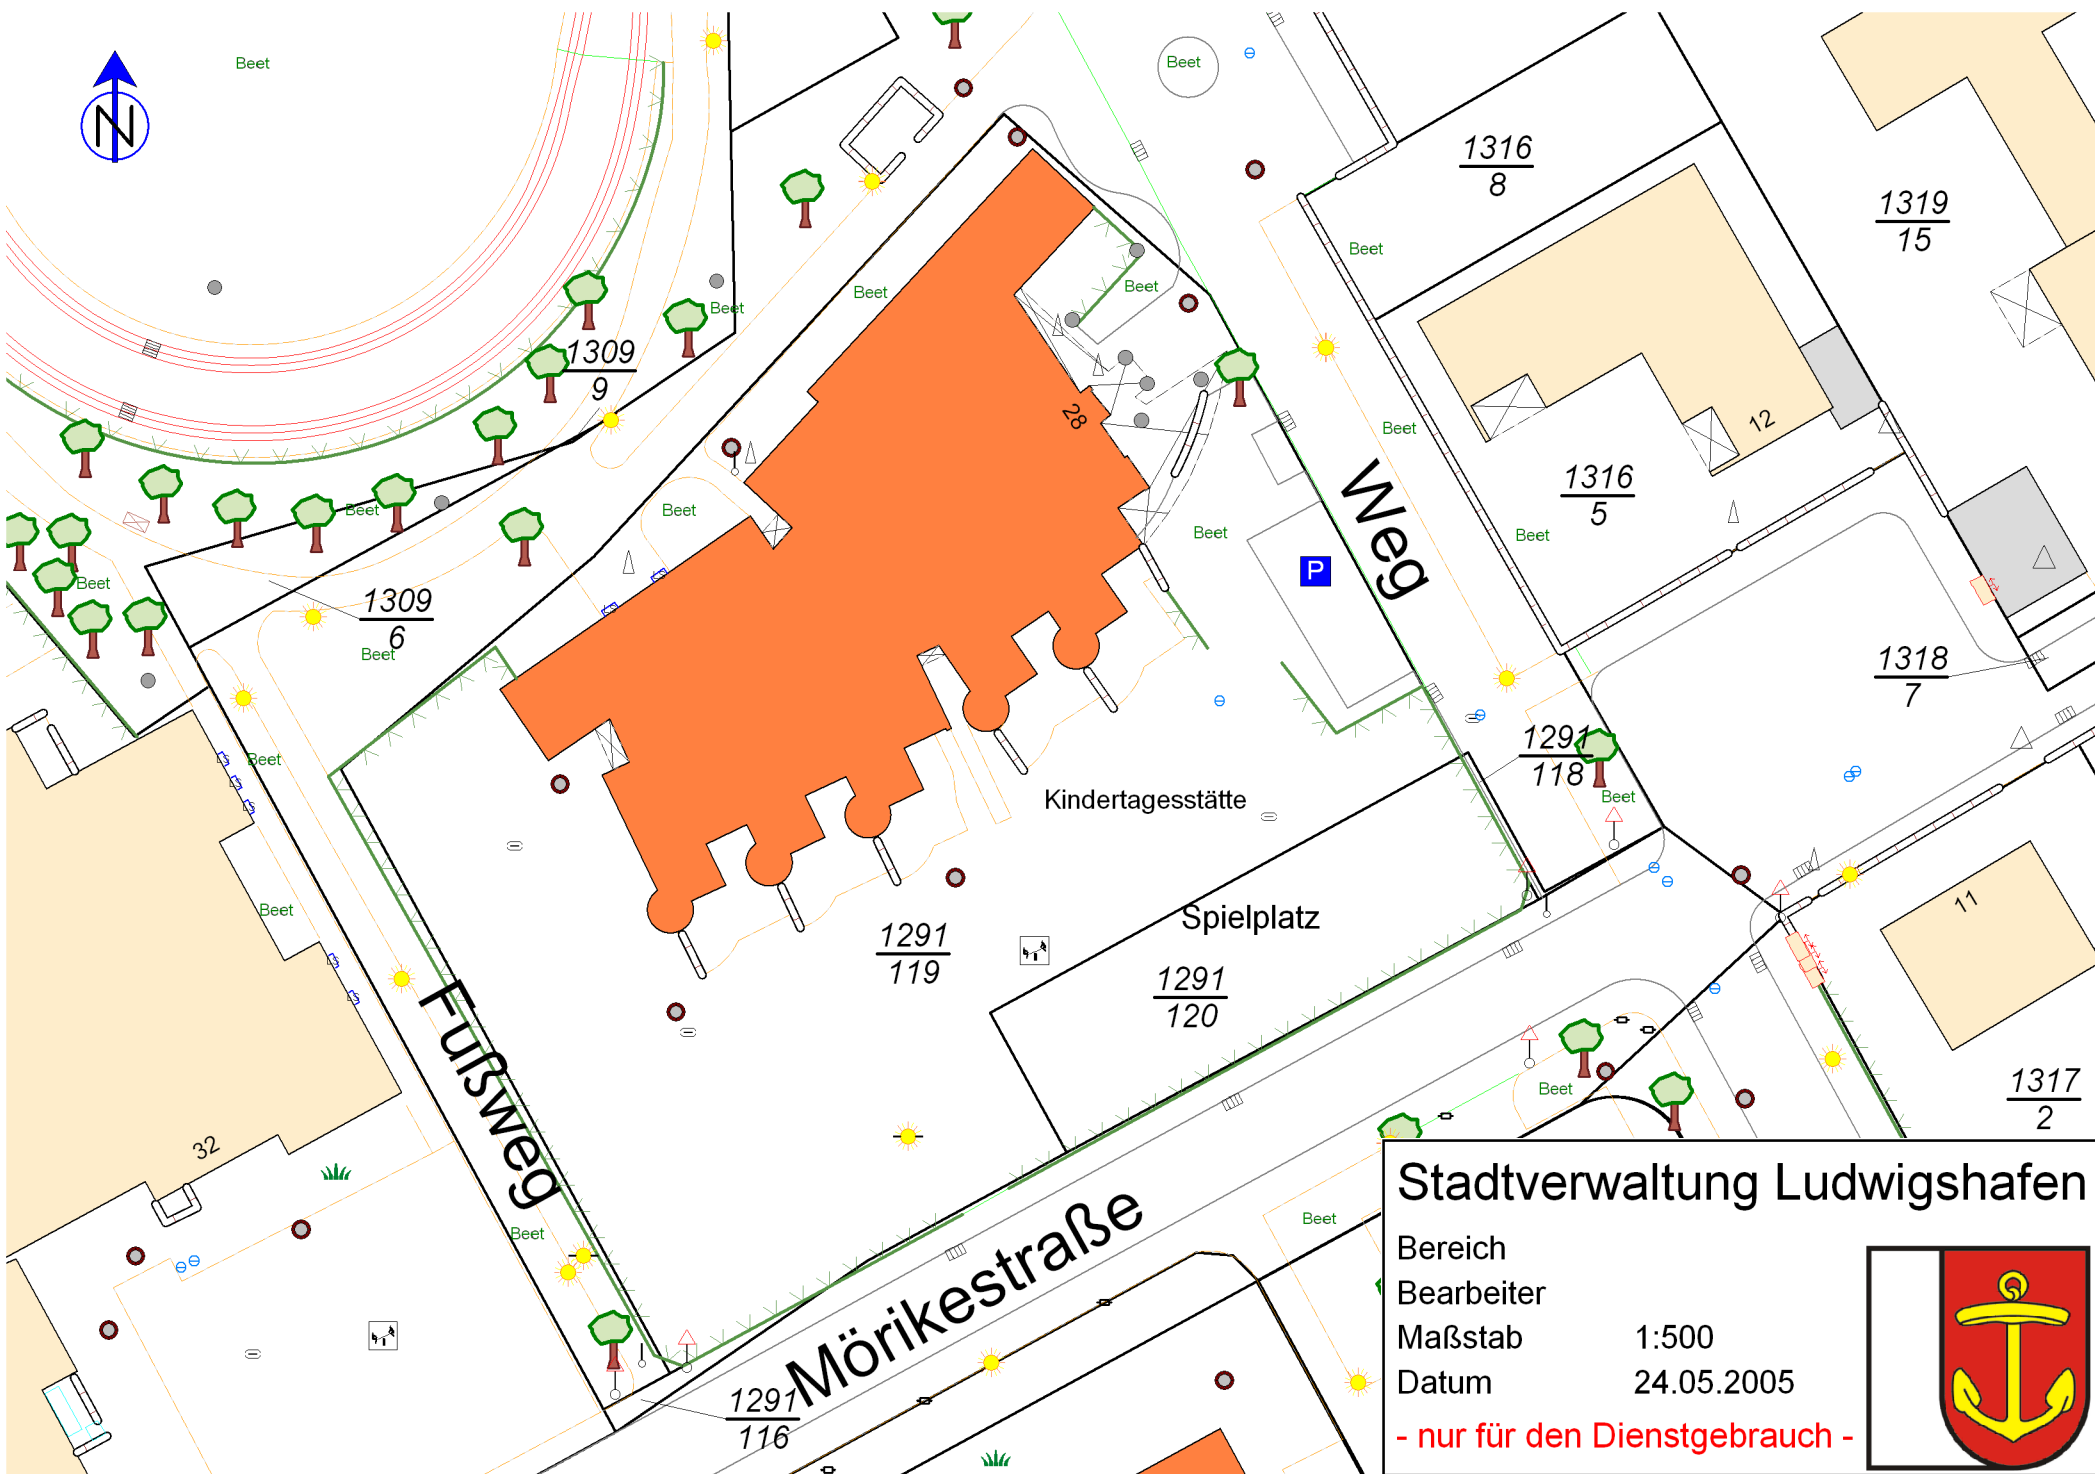 Beet
N
Beet
1316
8
1319
15
Beet
Beet
Beet
Beet
1309
9
28
Beet
12
1316
5
Beet
Beet
Beet
Beet
Weg
P
Beet
1309
6
Beet
1318
7
1291
118
Beet
Beet
Kindertagesstätte
11
Beet
Spielplatz
1291
119
1291
120
Fußweg
Beet
1317
2
32
Beet
Beet
Mörikestraße
1291
116
Stadtverwaltung Ludwigshafen
Bereich
Bearbeiter
Maßstab 1:500
Datum 24.05.2005
- nur für den Dienstgebrauch -